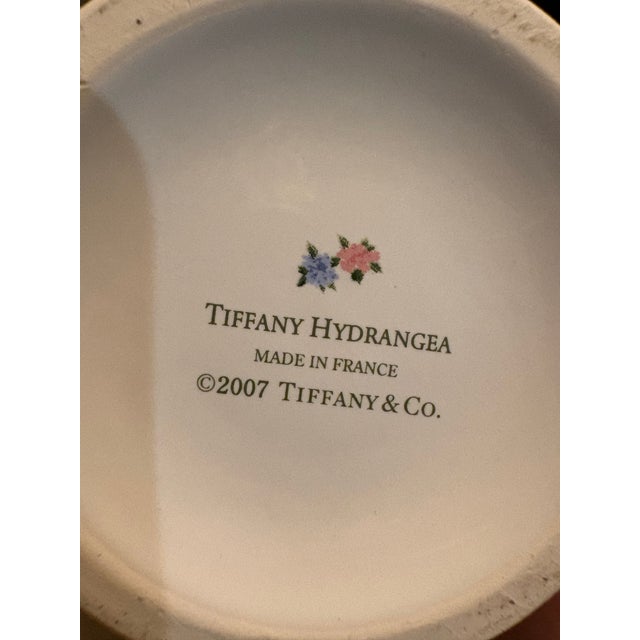 TIFFANY HYDRANGEA
MADE IN FRANCE
©2007 TIFFANY & CO.